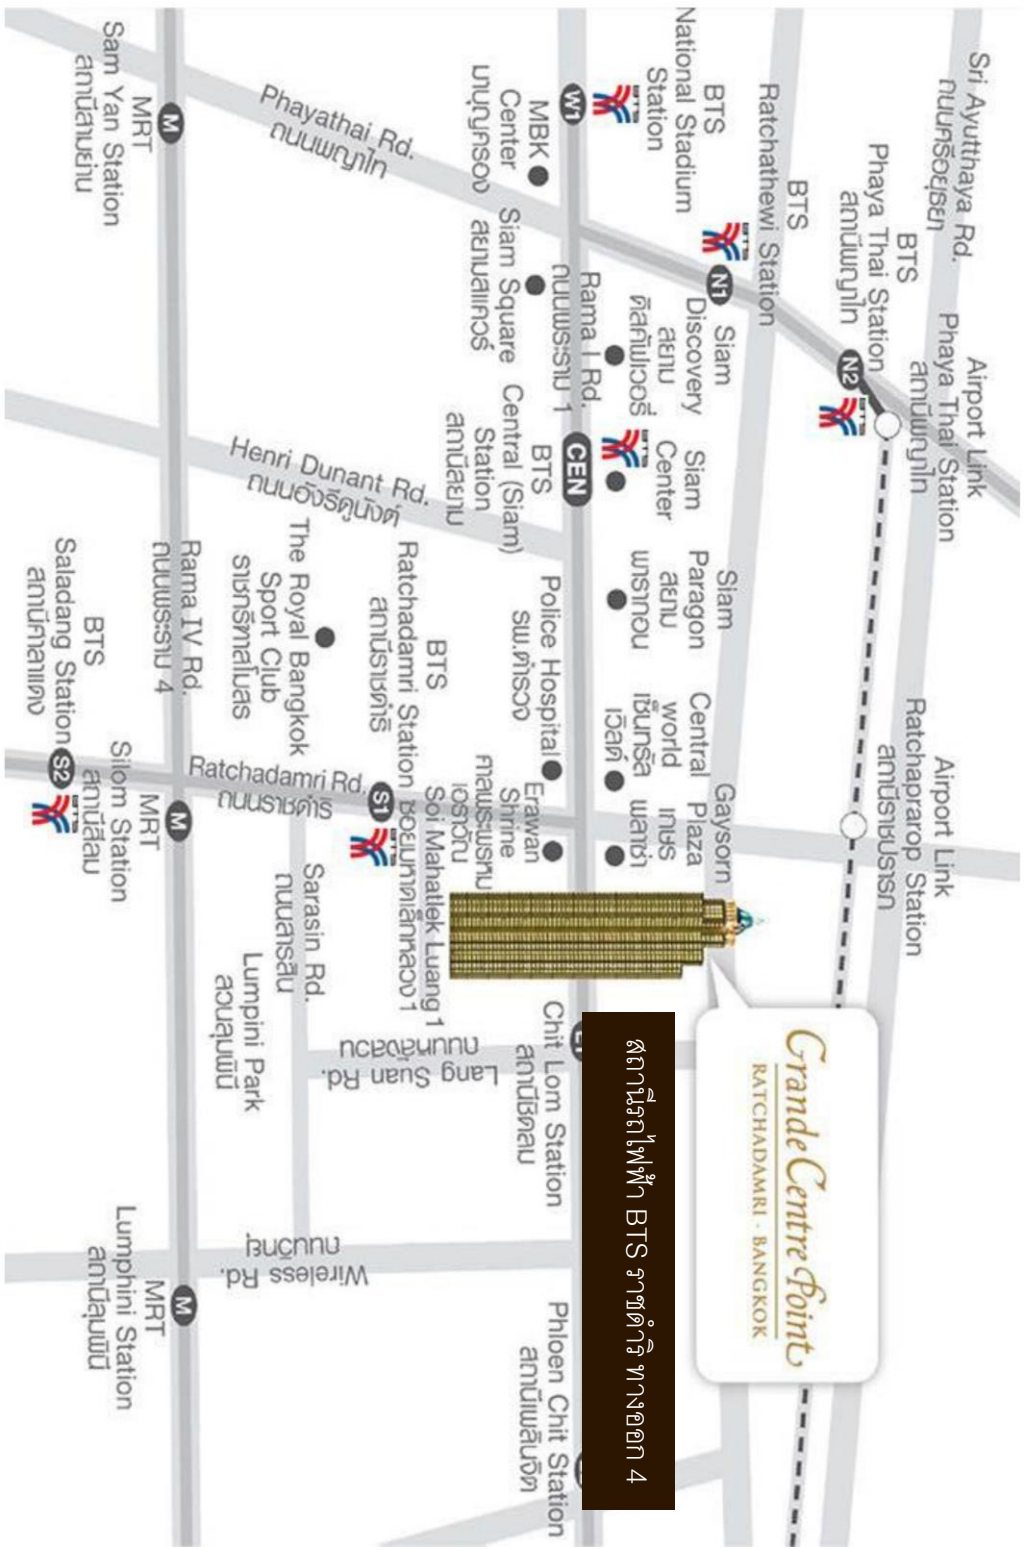 Sri Ayutthaya Rd.
ถนนศรีอยุธยา
Airport Link
Phaya Thai Station
สถานีพญาไท
Airport Link
Ratchaprarop Station
สถานีราชปรารภ
BTS
Phaya Thai Station
สถานีพญาไท
N2
BTS
BTS
Ratchathewi Station
N1
BTS
BTS
National Stadium
Station
W1
BTS
Siam
Discovery
สยาม
ดิสคัฟเวอรี่
Siam
Center
BTS
Siam
Paragon
สยาม
พารากอน
Central
world
เซ็นทรัล
เวิลด์
Gaysorn
Plaza
เกษร
พลาซ่า
Grande Centre Point
RATCHADAMRI · BANGKOK
สถานีรถไฟฟ้า BTS ราชดำริ ทางออก 4
Rama I Rd.
ถนนพระราม 1
CEN
MBK
Center
มาบุญครอง
Siam Square
สยามสแควร์
BTS
Central (Siam)
Station
สถานีสยาม
Police Hospital
รพ.ตำรวจ
Erawan
Shrine
ศาลพระพรหม
เอราวัณ
Chit Lom Station
สถานีชิดลม
Phloen Chit Station
สถานีเพลินจิต
Phayathai Rd.
ถนนพญาไท
Henri Dunant Rd.
ถนนอังรีดูนังต์
BTS
Ratchadamri Station
สถานีราชดำริ
S1
BTS
Soi Mahatlek Luang 1
ซอยมหาดเล็กหลวง 1
The Royal Bangkok
Sport Club
ราชกรีฑาสโมสร
Ratchadamri Rd.
ถนนราชดำริ
Sarasin Rd.
ถนนสารสิน
Lang Suan Rd.
ถนนหลังสวน
Lumpini Park
สวนลุมพินี
Wireless Rd.
ถนนวิทยุ
M
MRT
Sam Yan Station
สถานีสามย่าน
Rama IV Rd.
ถนนพระราม 4
M
MRT
Silom Station
สถานีสีลม
M
MRT
Lumphini Station
สถานีลุมพินี
BTS
Saladang Station
สถานีศาลาแดง
S2
BTS